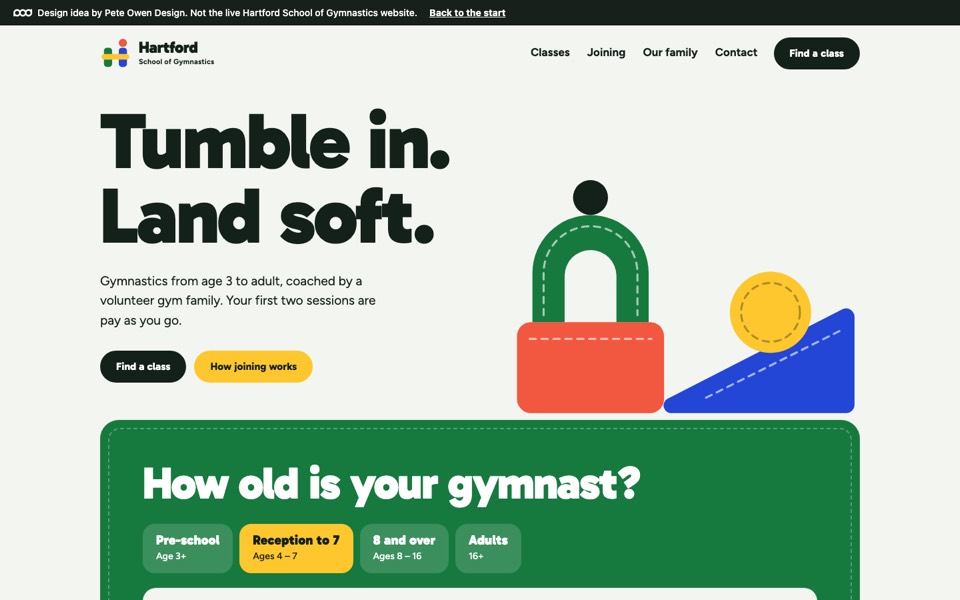 Design idea by Pete Owen Design. Not the live Hartford School of Gymnastics website. Back to the start
Hartford
School of Gymnastics
Classes Joining Our family Contact Find a class
Tumble in.
Land soft.
Gymnastics from age 3 to adult, coached by a
volunteer gym family. Your first two sessions are
pay as you go.
Find a class How joining works
How old is your gymnast?
Pre-school Reception to 7 8 and over Adults
Age 3+ Ages 4 – 7 Ages 8 – 16 16+